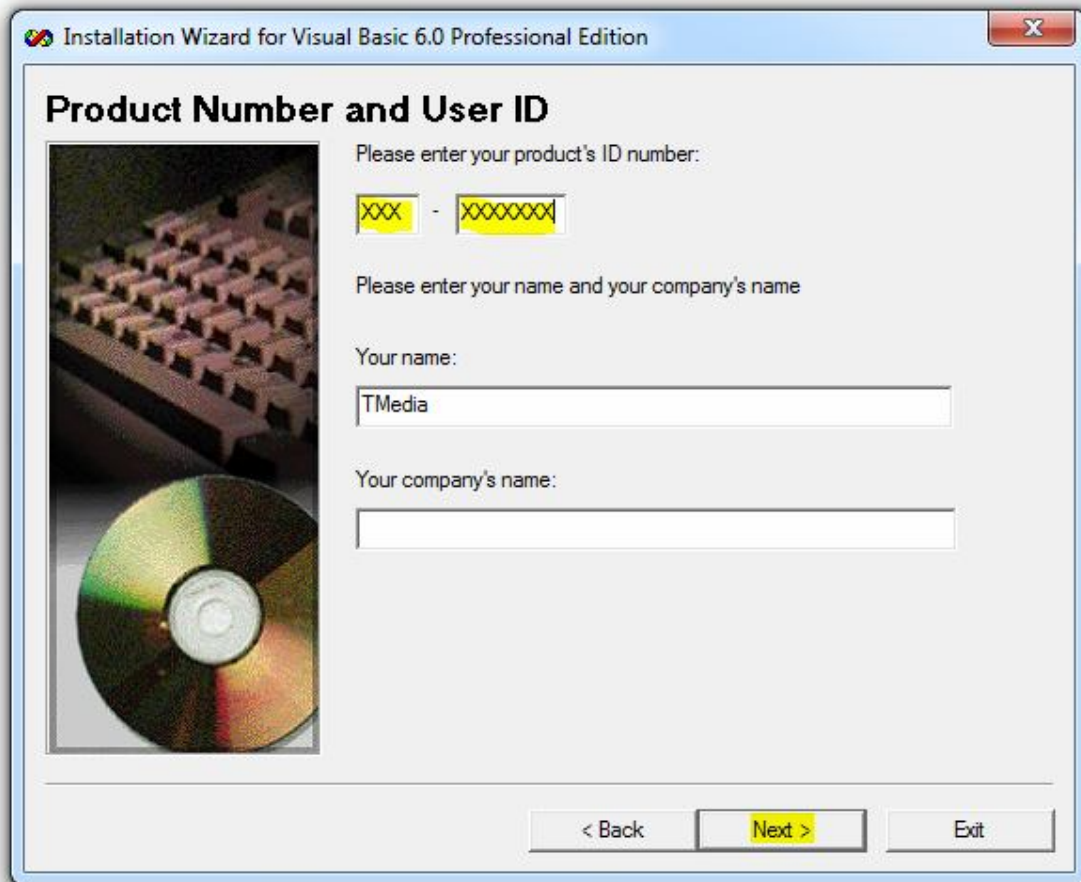 Installation Wizard for Visual Basic 6.0 Professional Edition
Product Number and User ID
Please enter your product's ID number:
XXX - XXXXXXX
Please enter your name and your company's name
Your name:
TMedia
Your company's name:
< Back Next > Exit